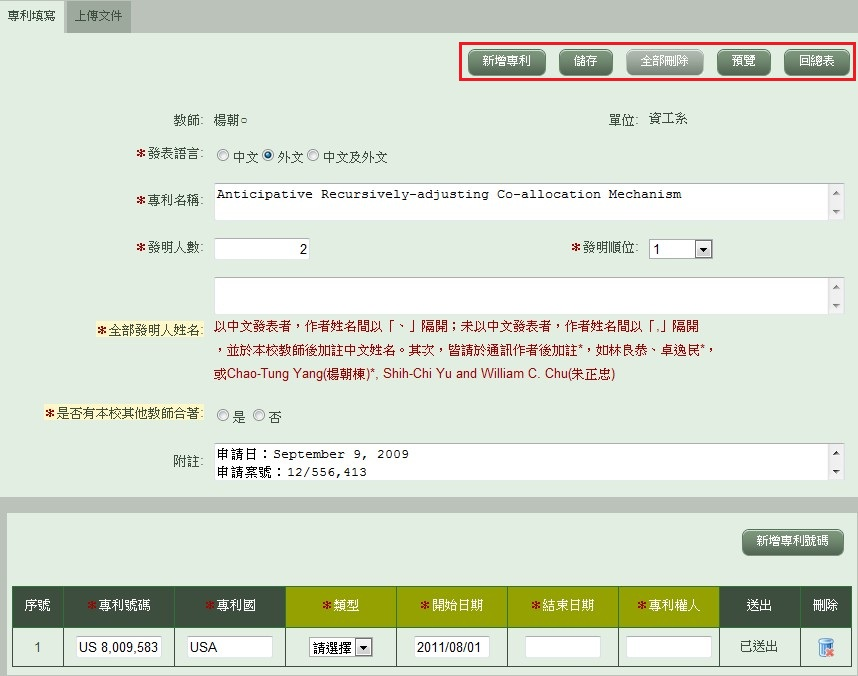 專利填寫 上傳文件
新增專利 儲存 全部刪除 預覽 回總表
教師: 楊朝○ 單位: 資工系
*發表語言: 中文 外文 中文及外文
*專利名稱: Anticipative Recursively-adjusting Co-allocation Mechanism
*發明人數: 2 *發明順位: 1
*全部發明人姓名: 以中文發表者，作者姓名間以「、」隔開；未以中文發表者，作者姓名間以「,」隔開
，並於本校教師後加註中文姓名。其次，皆請於通訊作者後加註*，如林良恭、卓逸民*，
或Chao-Tung Yang(楊朝棟)*, Shih-Chi Yu and William C. Chu(朱正忠)
*是否有本校其他教師合著: 是 否
附註: 申請日：September 9, 2009
申請案號：12/556,413
新增專利號碼
序號 *專利號碼 *專利國 *類型 *開始日期 *結束日期 *專利權人 送出 刪除
1 US 8,009,583 USA 請選擇 2011/08/01 已送出